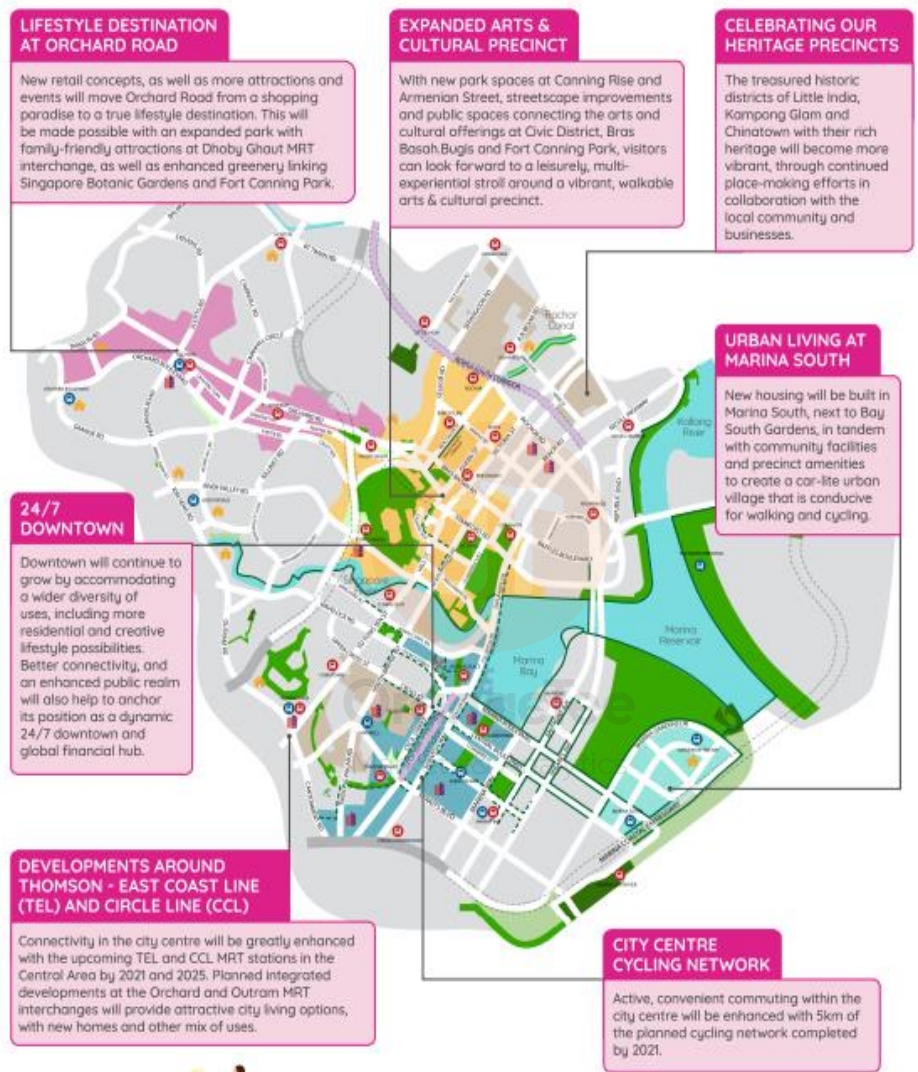 LIFESTYLE DESTINATION
AT ORCHARD ROAD
New retail concepts, as well as more attractions and
events will move Orchard Road from a shopping
paradise to a true lifestyle destination. This will
be made possible with an expanded park with
family-friendly attractions at Dhoby Ghaut MRT
interchange, as well as enhanced greenery linking
Singapore Botanic Gardens and Fort Canning Park.
EXPANDED ARTS &
CULTURAL PRECINCT
With new park spaces at Canning Rise and
Armenian Street, streetscape improvements
and public spaces connecting the arts and
cultural offerings at Civic District, Bras
Basah.Bugis and Fort Canning Park, visitors
can look forward to a leisurely, multi-
experiential stroll around a vibrant, walkable
arts & cultural precinct.
CELEBRATING OUR
HERITAGE PRECINCTS
The treasured historic
districts of Little India,
Kampong Glam and
Chinatown with their rich
heritage will become more
vibrant, through continued
place-making efforts in
collaboration with the
local community and
businesses.
Rochor
Canal
URBAN LIVING AT
MARINA SOUTH
New housing will be built in
Marina South, next to Bay
South Gardens, in tandem
with community facilities
and precinct amenities
to create a car-lite urban
village that is conducive
for walking and cycling.
Kallang
River
ORCHARD BOULEVARD
RIVER VALLEY RD
RAFFLES BOULEVARD
24/7
DOWNTOWN
Downtown will continue to
grow by accommodating
a wider diversity of
uses, including more
residential and creative
lifestyle possibilities.
Better connectivity, and
an enhanced public realm
will also help to anchor
its position as a dynamic
24/7 downtown and
global financial hub.
Singapore
Marina
Bay
Marina
Reservoir
MARINA COASTAL EXPRESSWAY
DEVELOPMENTS AROUND
THOMSON - EAST COAST LINE
(TEL) AND CIRCLE LINE (CCL)
Connectivity in the city centre will be greatly enhanced
with the upcoming TEL and CCL MRT stations in the
Central Area by 2021 and 2025. Planned integrated
developments at the Orchard and Outram MRT
interchanges will provide attractive city living options,
with new homes and other mix of uses.
CITY CENTRE
CYCLING NETWORK
Active, convenient commuting within the
city centre will be enhanced with 5km of
the planned cycling network completed
by 2021.